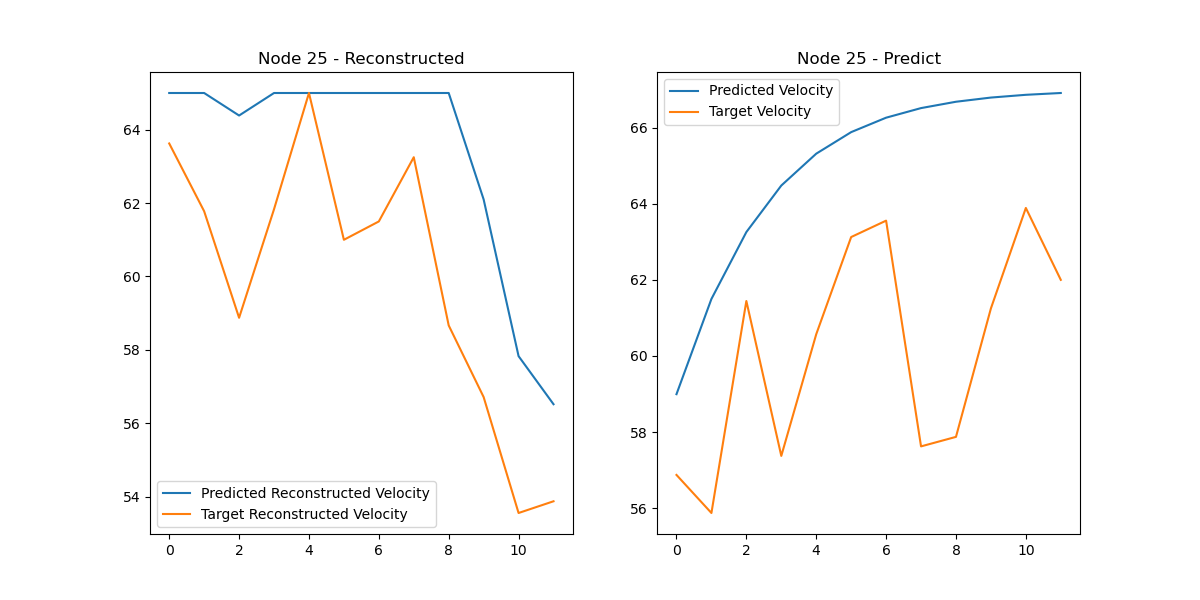 Node 25 - Reconstructed
64
62
60
58
56
54
0 2 4 6 8 10
Predicted Reconstructed Velocity
Target Reconstructed Velocity
Node 25 - Predict
Predicted Velocity
Target Velocity
66
64
62
60
58
56
0 2 4 6 8 10